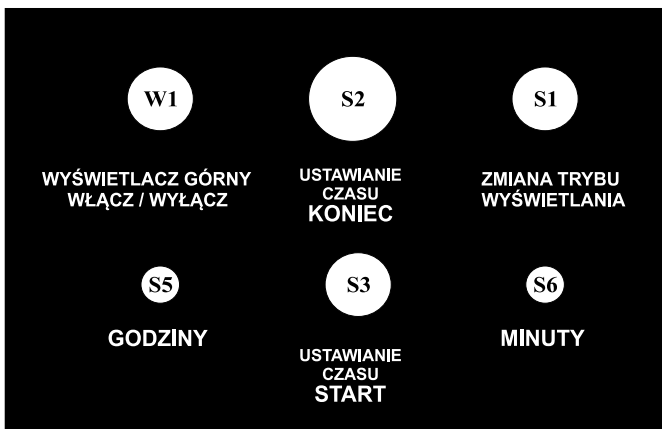 W1
S2
S1
WYŚWIETLACZ GÓRNY
WŁĄCZ / WYŁĄCZ
USTAWIANIE
CZASU
KONIEC
ZMIANA TRYBU
WYŚWIETLANIA
S5
S3
S6
GODZINY
USTAWIANIE
CZASU
START
MINUTY